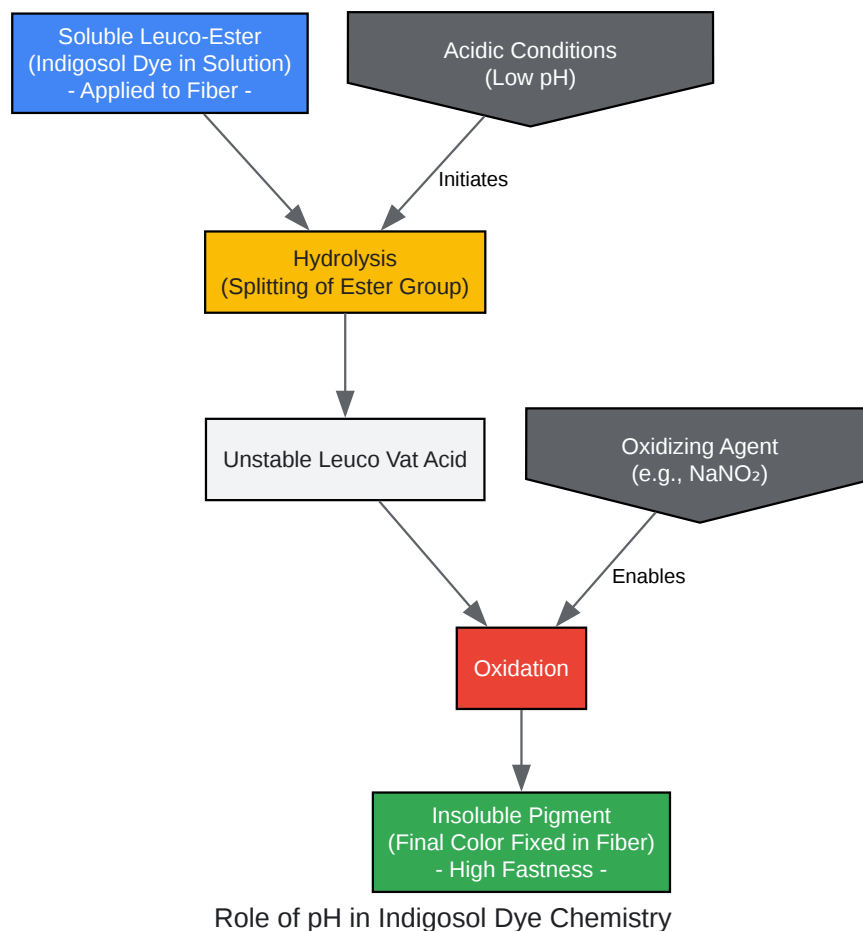 Soluble Leuco-Ester
(Indigosol Dye in Solution)
- Applied to Fiber -
Acidic Conditions
(Low pH)
Initiates
Hydrolysis
(Splitting of Ester Group)
Unstable Leuco Vat Acid
Oxidizing Agent
(e.g., NaNO₂)
Enables
Oxidation
Insoluble Pigment
(Final Color Fixed in Fiber)
- High Fastness -
Role of pH in Indigosol Dye Chemistry